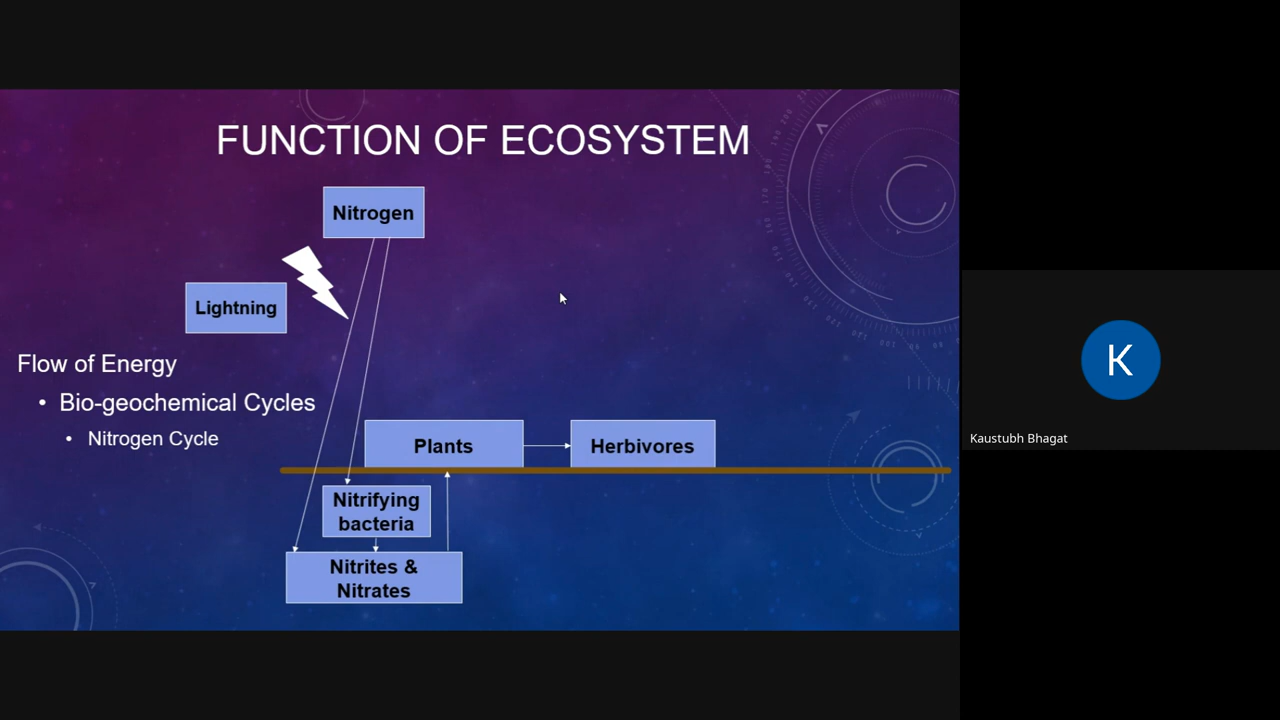 FUNCTION OF ECOSYSTEM
Nitrogen
Lightning
Flow of Energy
• Bio-geochemical Cycles
• Nitrogen Cycle
Plants
Herbivores
Nitrifying
bacteria
Nitrites &
Nitrates
K
Kaustubh Bhagat